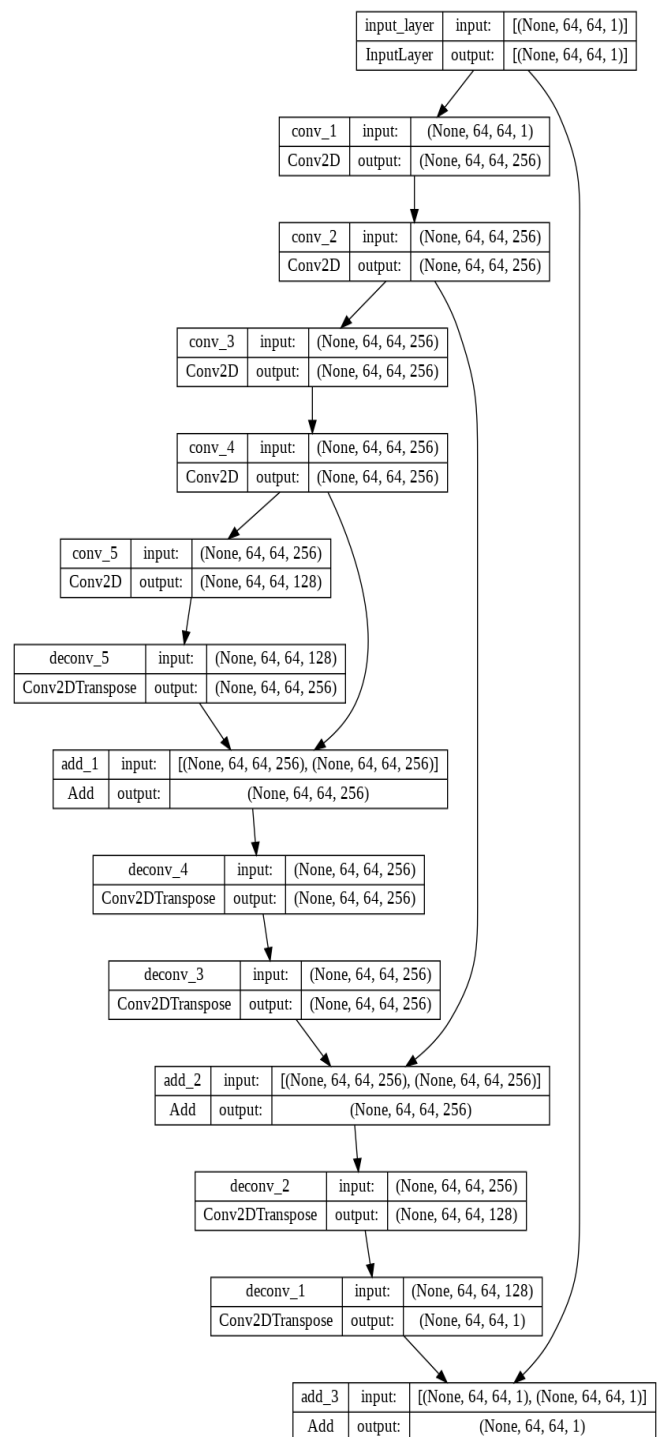 input_layer input: [(None, 64, 64, 1)]
InputLayer output: [(None, 64, 64, 1)]
conv_1 input: (None, 64, 64, 1)
Conv2D output: (None, 64, 64, 256)
conv_2 input: (None, 64, 64, 256)
Conv2D output: (None, 64, 64, 256)
conv_3 input: (None, 64, 64, 256)
Conv2D output: (None, 64, 64, 256)
conv_4 input: (None, 64, 64, 256)
Conv2D output: (None, 64, 64, 256)
conv_5 input: (None, 64, 64, 256)
Conv2D output: (None, 64, 64, 128)
deconv_5 input: (None, 64, 64, 128)
Conv2DTranspose output: (None, 64, 64, 256)
add_1 input: [(None, 64, 64, 256), (None, 64, 64, 256)]
Add output: (None, 64, 64, 256)
deconv_4 input: (None, 64, 64, 256)
Conv2DTranspose output: (None, 64, 64, 256)
deconv_3 input: (None, 64, 64, 256)
Conv2DTranspose output: (None, 64, 64, 256)
add_2 input: [(None, 64, 64, 256), (None, 64, 64, 256)]
Add output: (None, 64, 64, 256)
deconv_2 input: (None, 64, 64, 256)
Conv2DTranspose output: (None, 64, 64, 128)
deconv_1 input: (None, 64, 64, 128)
Conv2DTranspose output: (None, 64, 64, 1)
add_3 input: [(None, 64, 64, 1), (None, 64, 64, 1)]
Add output: (None, 64, 64, 1)